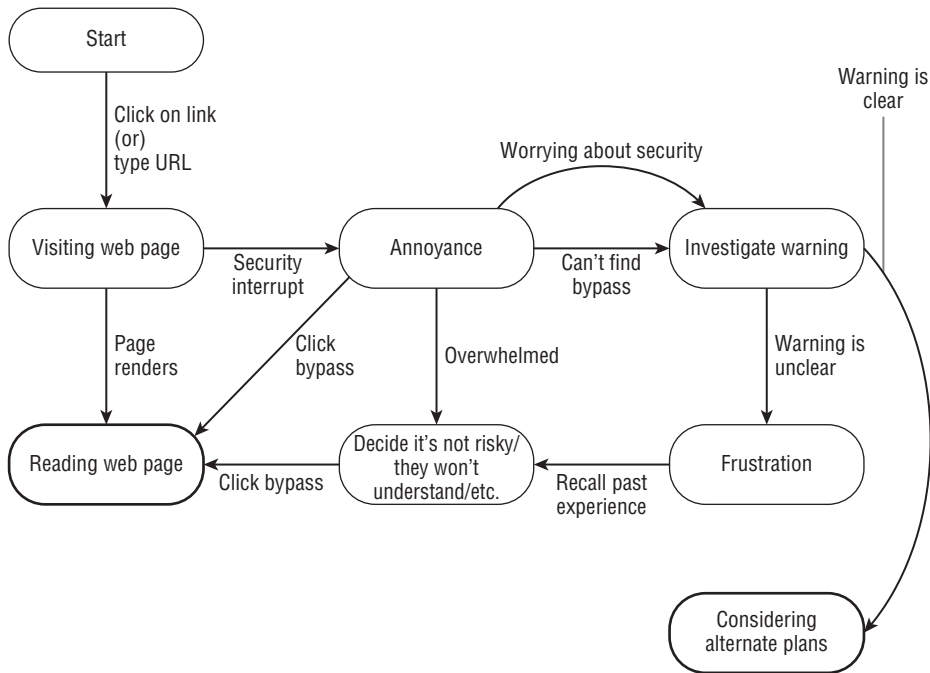 Start
Click on link
(or)
type URL
Warning is
clear
Worrying about security
Visiting web page
Security
interrupt
Annoyance
Can't find
bypass
Investigate warning
Page
renders
Click
bypass
Overwhelmed
Warning is
unclear
Reading web page
Click bypass
Decide it's not risky/
they won't
understand/etc.
Recall past
experience
Frustration
Considering
alternate plans